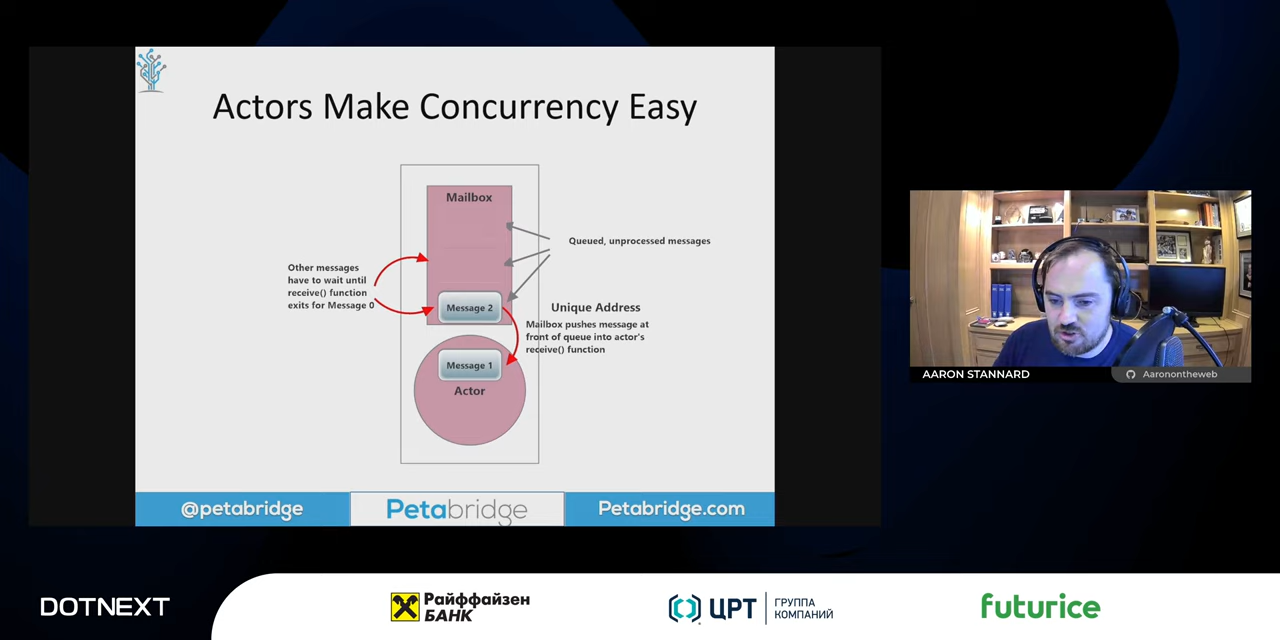 Actors Make Concurrency Easy
Mailbox
Queued, unprocessed messages
Other messages
have to wait until
receive() function
exits for Message 0
Message 2
Unique Address
Mailbox pushes message at
front of queue into actor's
receive() function
Message 1
Actor
@petabridge
Petabridge
Petabridge.com
AARON STANNARD
Aaronontheweb
DOTNEXT
Райффайзен
БАНК
ЦРТ
ГРУППА
КОМПАНИЙ
futurice